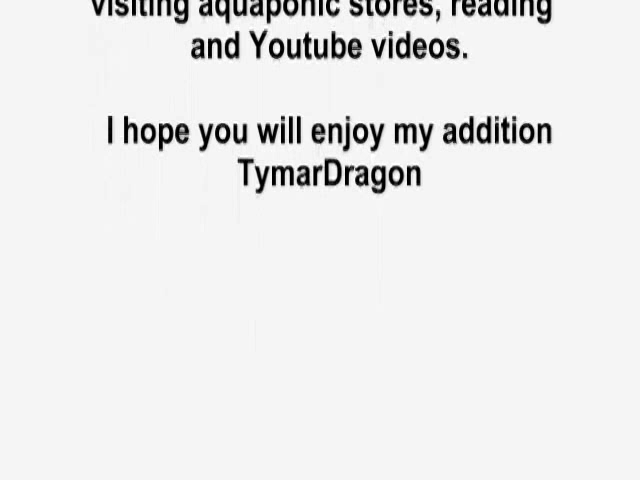 visiting aquaponic stores, reading
and Youtube videos.
I hope you will enjoy my addition
TymarDragon